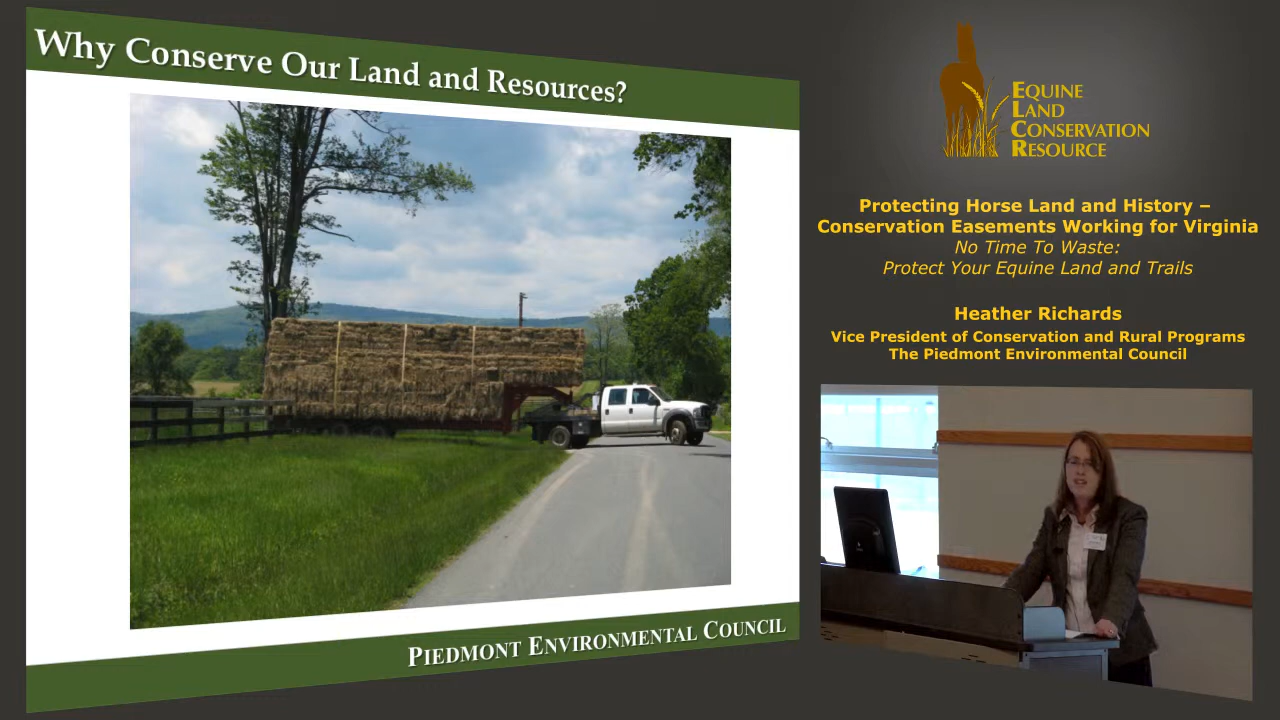 Why Conserve Our Land and Resources?
PIEDMONT ENVIRONMENTAL COUNCIL
EQUINE
LAND
CONSERVATION
RESOURCE
Protecting Horse Land and History –
Conservation Easements Working for Virginia
No Time To Waste:
Protect Your Equine Land and Trails
Heather Richards
Vice President of Conservation and Rural Programs
The Piedmont Environmental Council